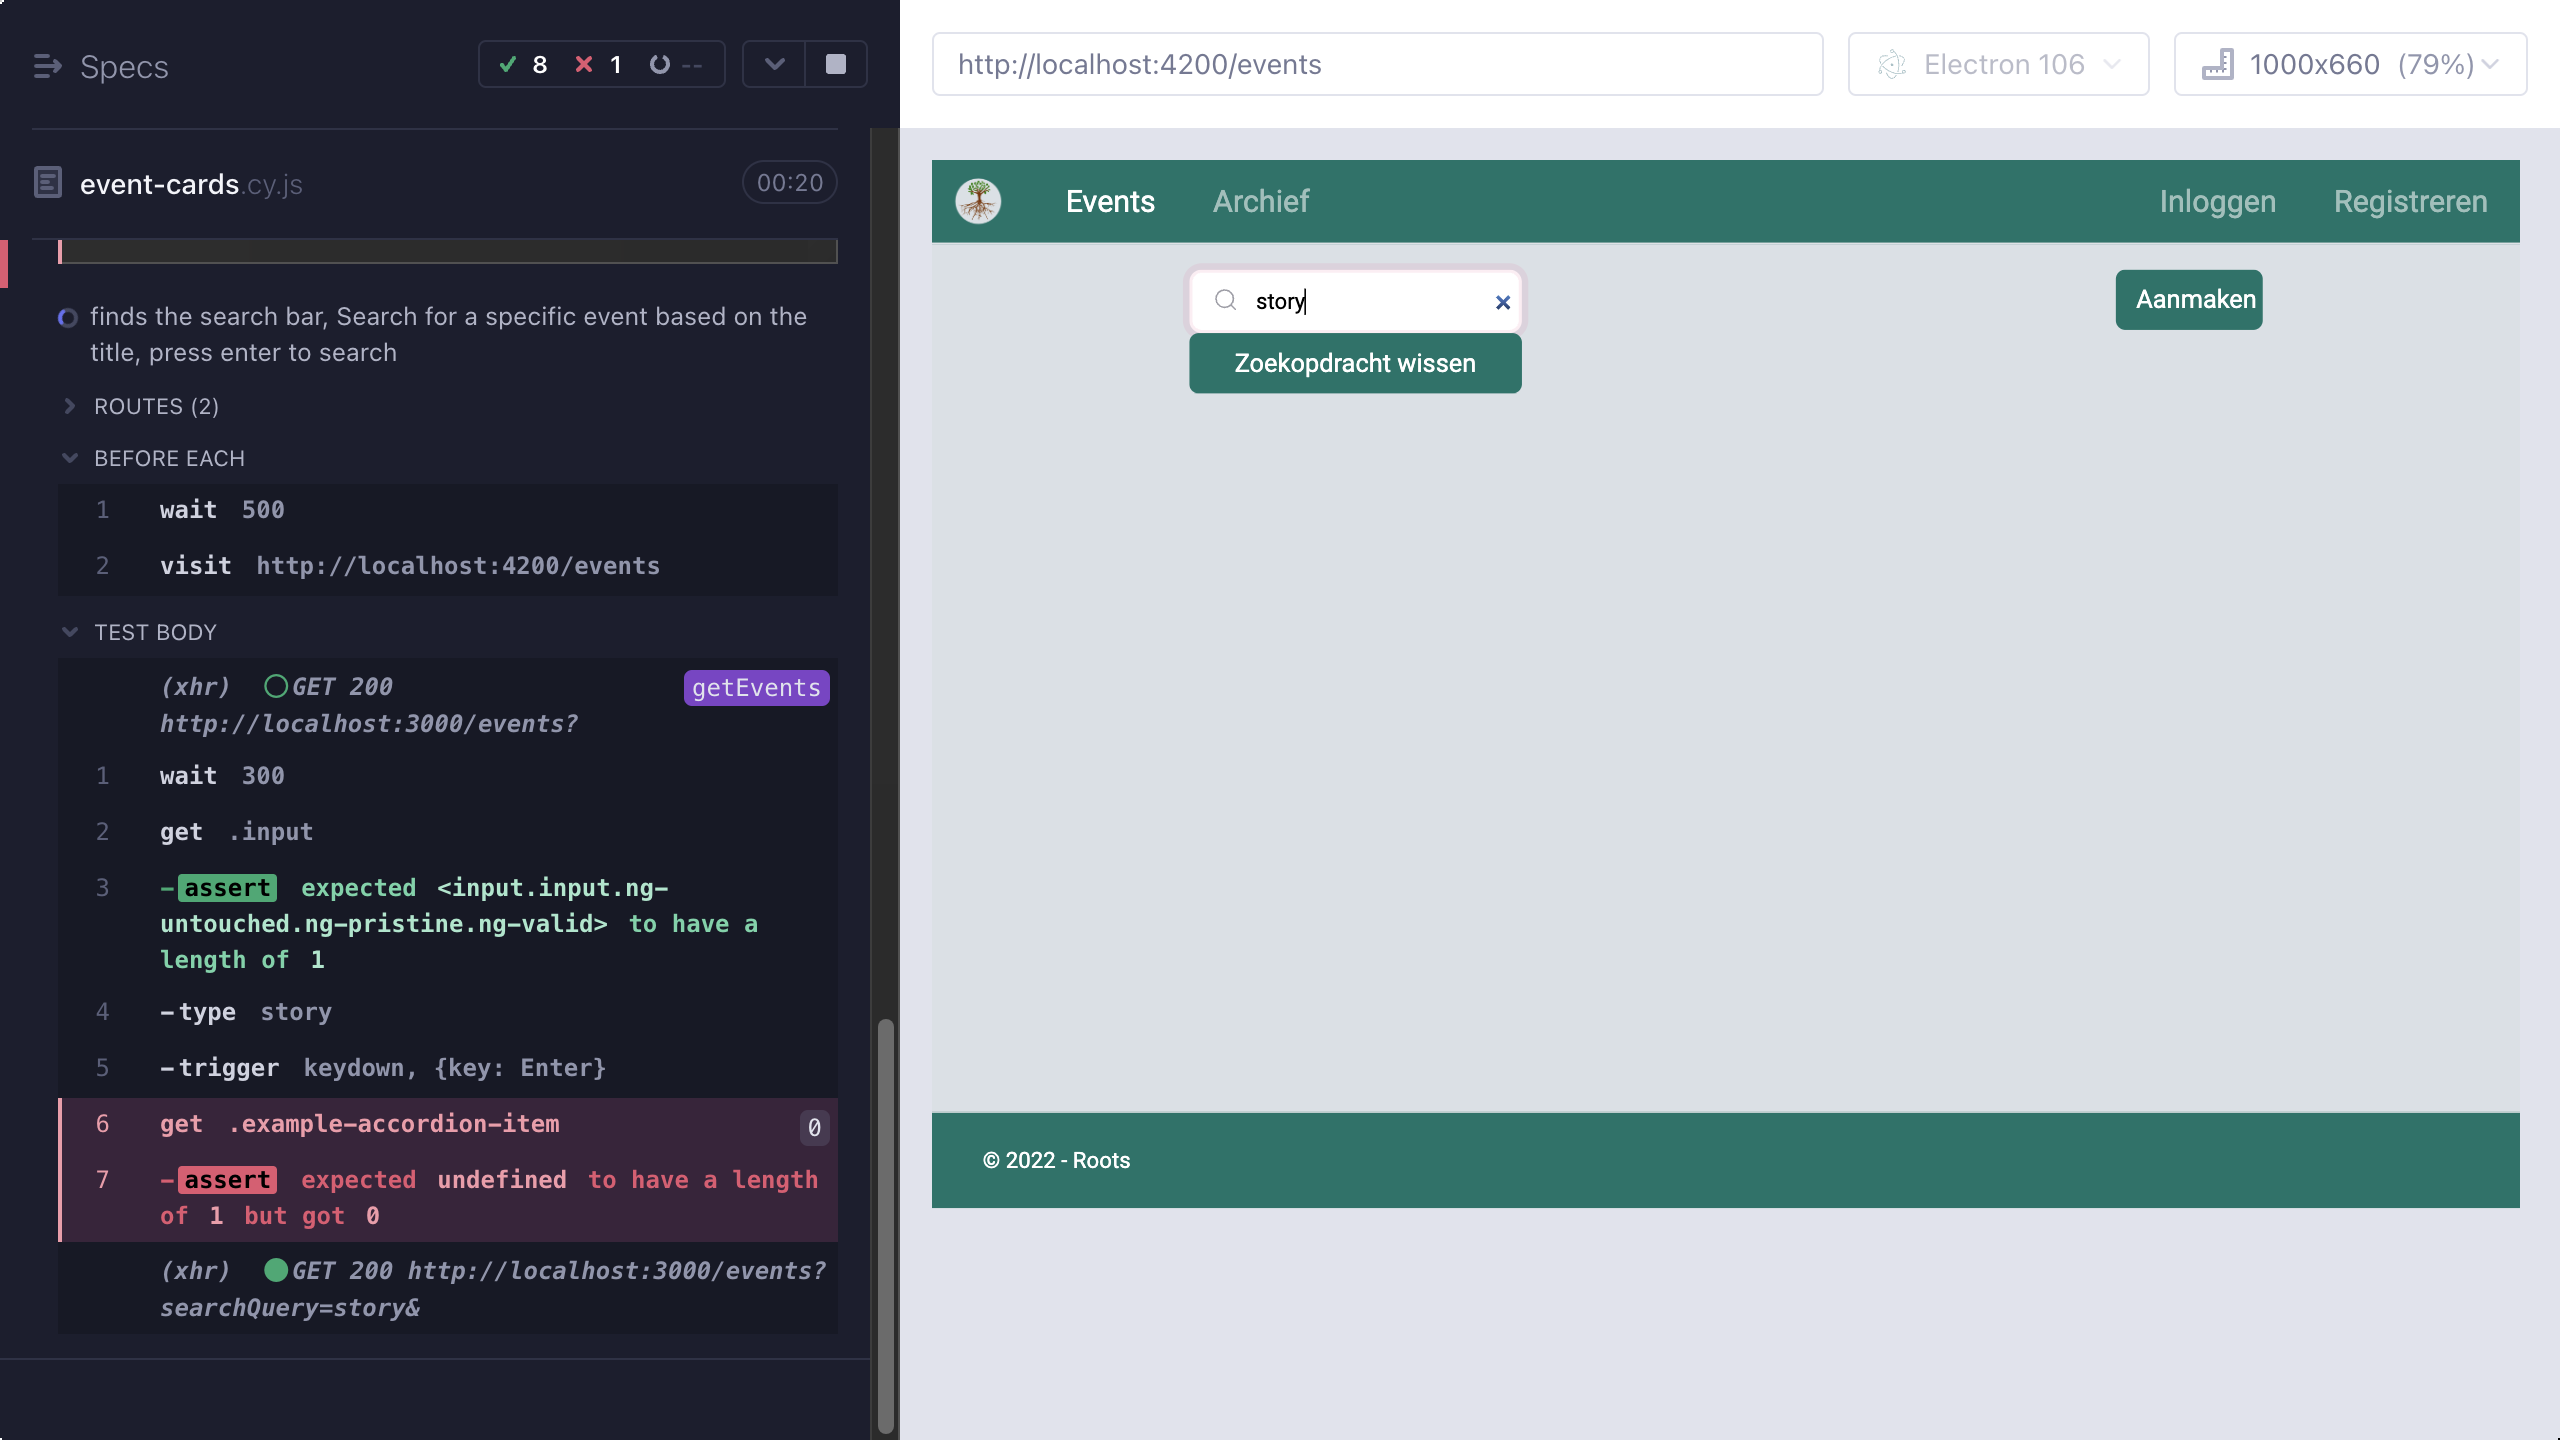 Specs
8 1 --
event-cards.cy.js
00:20
finds the search bar, Search for a specific event based on the
title, press enter to search
ROUTES (2)
BEFORE EACH
1 wait 500
2 visit http://localhost:4200/events
TEST BODY
(xhr) GET 200 getEvents
http://localhost:3000/events?
1 wait 300
2 get .input
3 -assert expected <input.input.ng-
untouched.ng-pristine.ng-valid> to have a
length of 1
4 -type story
5 -trigger keydown, {key: Enter}
6 get .example-accordion-item 0
7 -assert expected undefined to have a length
of 1 but got 0
(xhr) GET 200 http://localhost:3000/events?
searchQuery=story&
http://localhost:4200/events
Electron 106
1000x660 (79%)
Events Archief Inloggen Registreren
story
Aanmaken
Zoekopdracht wissen
© 2022 - Roots